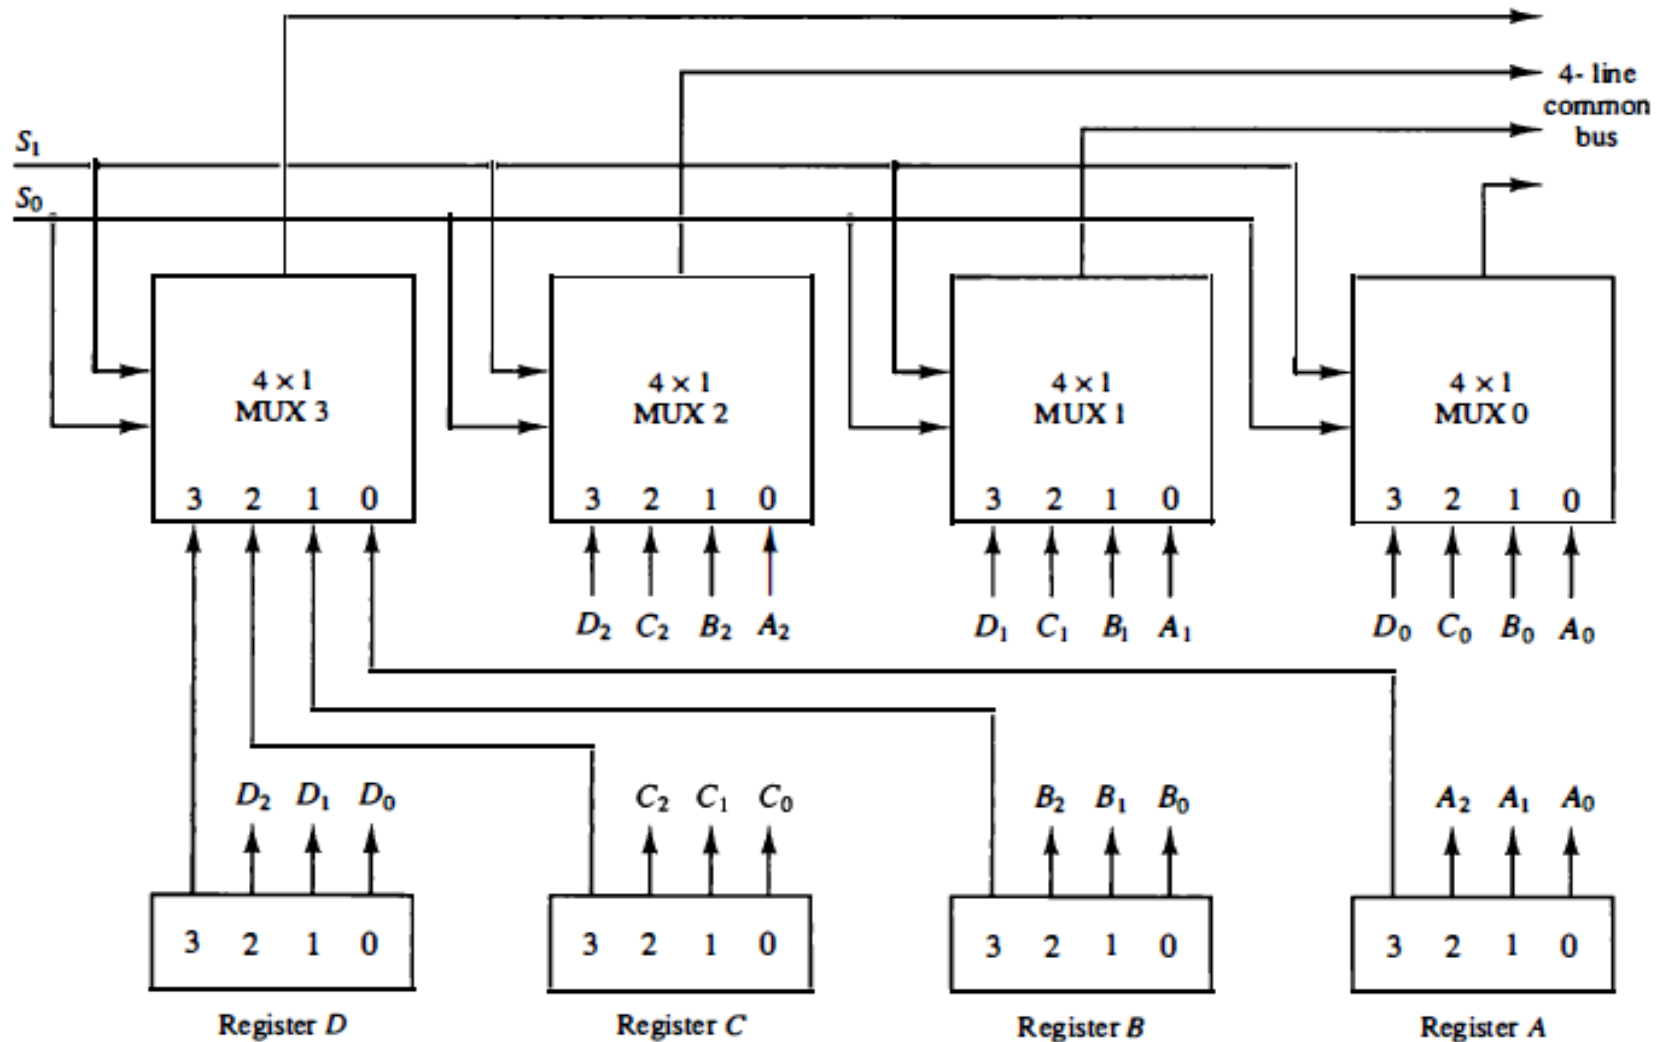 4- line
common
bus
S₁
S₀
4 × 1
MUX 3
4 × 1
MUX 2
4 × 1
MUX 1
4 × 1
MUX 0
3 2 1 0
3 2 1 0
3 2 1 0
3 2 1 0
D₂ C₂ B₂ A₂
D₁ C₁ B₁ A₁
D₀ C₀ B₀ A₀
D₂ D₁ D₀
C₂ C₁ C₀
B₂ B₁ B₀
A₂ A₁ A₀
3 2 1 0
3 2 1 0
3 2 1 0
3 2 1 0
Register D
Register C
Register B
Register A